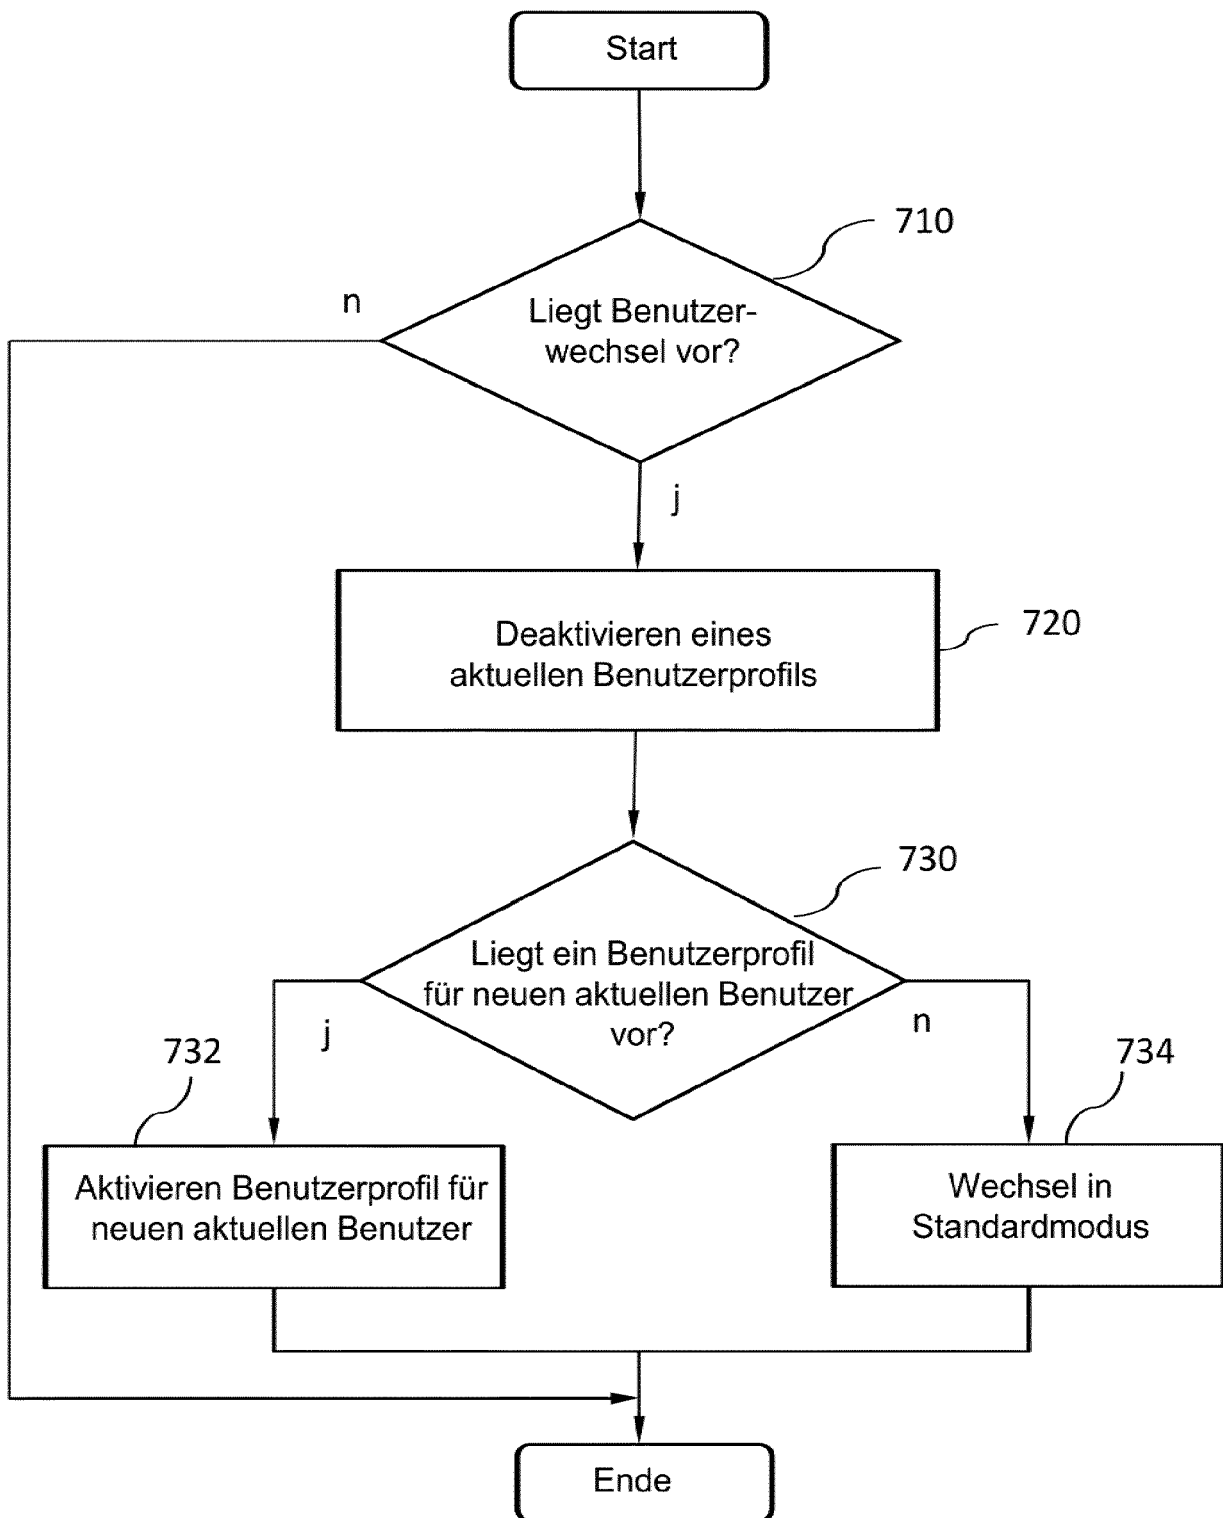 Start
710
n
Liegt Benutzer-
wechsel vor?
j
720
Deaktivieren eines
aktuellen Benutzerprofils
730
Liegt ein Benutzerprofil
für neuen aktuellen Benutzer
vor?
j
n
732
734
Aktivieren Benutzerprofil für
neuen aktuellen Benutzer
Wechsel in
Standardmodus
Ende